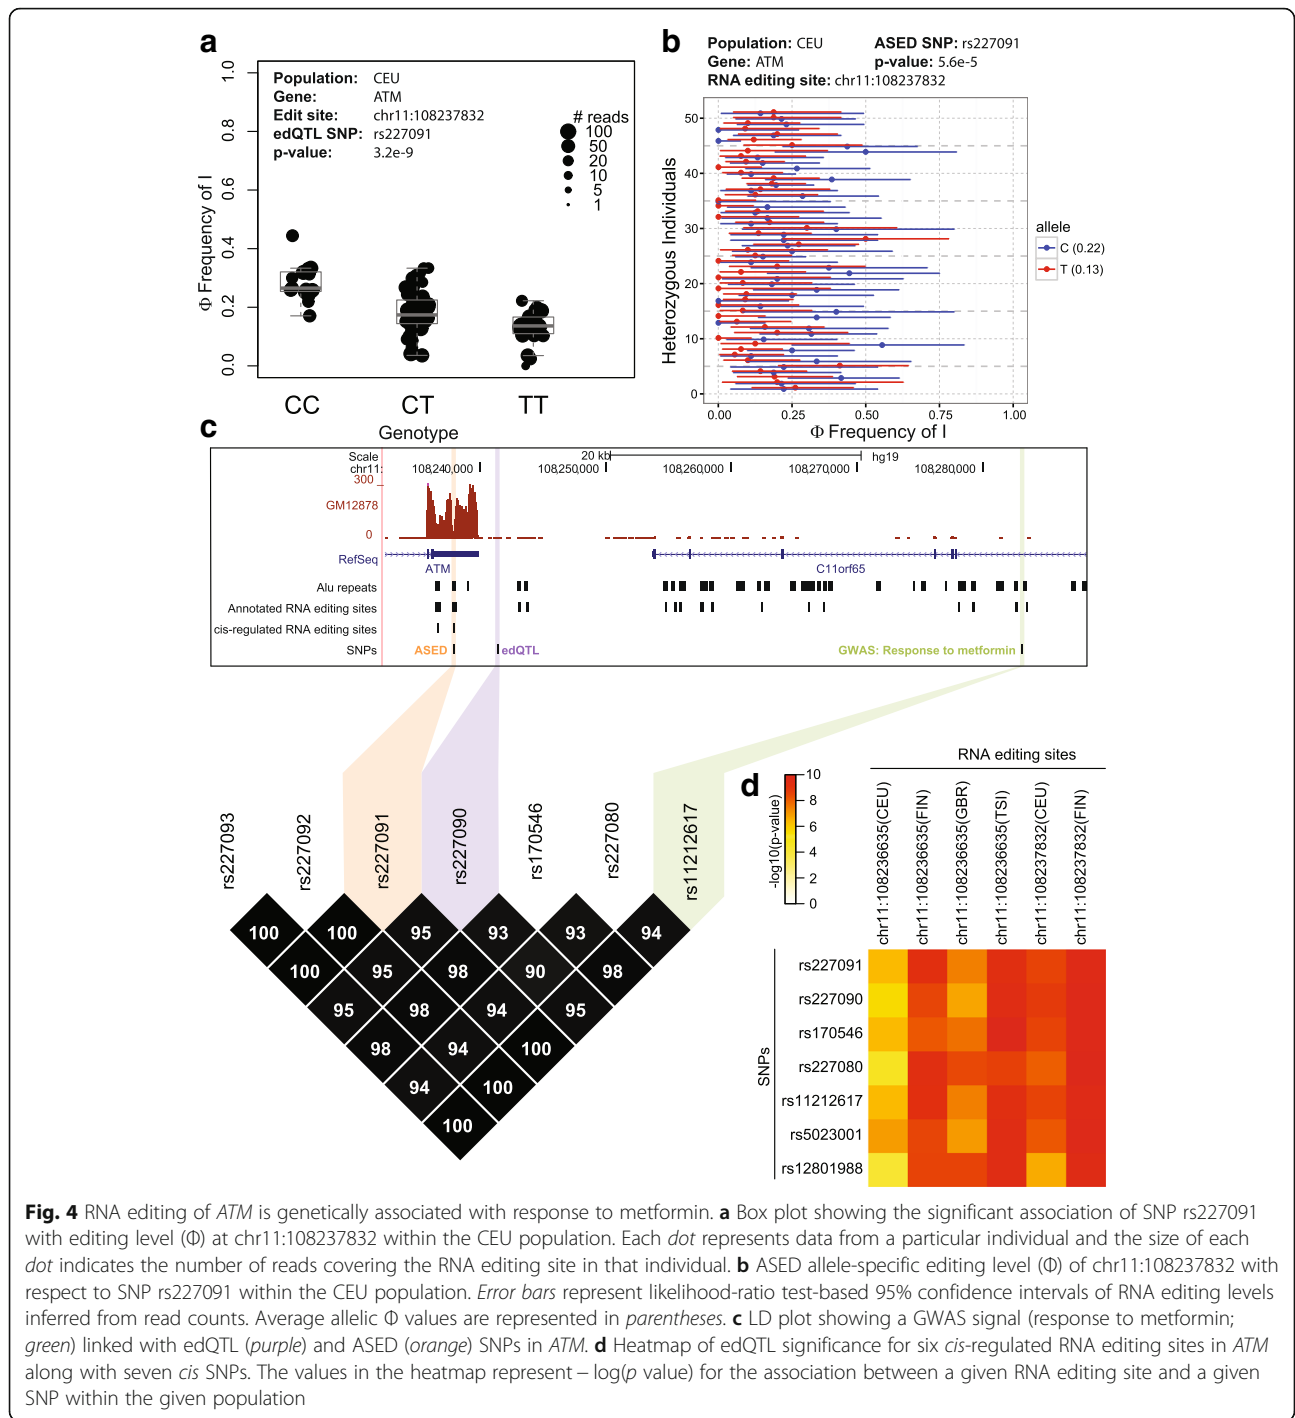 a
Population: CEU
Gene: ATM
Edit site: chr11:108237832
edQTL SNP: rs227091
p-value: 3.2e-9
# reads
100
50
20
10
5
1
Φ Frequency of I
1.0
0.8
0.6
0.4
0.2
0.0
CC CT TT
Genotype
b
Population: CEU ASED SNP: rs227091
Gene: ATM p-value: 5.6e-5
RNA editing site: chr11:108237832
Heterozygous Individuals
50
40
30
20
10
0
0.00 0.25 0.50 0.75 1.00
Φ Frequency of I
allele
C (0.22)
T (0.13)
c
Scale 20 kb hg19
chr11: 108,240,000 108,250,000 108,260,000 108,270,000 108,280,000
300
GM12878
0
RefSeq
ATM C11orf65
Alu repeats
Annotated RNA editing sites
cis-regulated RNA editing sites
SNPs ASED edQTL GWAS: Response to metformin
rs227093 rs227092 rs227091 rs227090 rs170546 rs227080 rs11212617
100 100 95 93 93 94
100 95 98 90 98
95 98 94 95
98 94 100
94 100
100
d
RNA editing sites
-log10(p-value)
10
8
6
4
2
0
chr11:108236635(CEU) chr11:108236635(FIN) chr11:108236635(GBR) chr11:108236635(TSI) chr11:108237832(CEU) chr11:108237832(FIN)
SNPs
rs227091
rs227090
rs170546
rs227080
rs11212617
rs5023001
rs12801988
Fig. 4 RNA editing of ATM is genetically associated with response to metformin. a Box plot showing the significant association of SNP rs227091
with editing level (Φ) at chr11:108237832 within the CEU population. Each dot represents data from a particular individual and the size of each
dot indicates the number of reads covering the RNA editing site in that individual. b ASED allele-specific editing level (Φ) of chr11:108237832 with
respect to SNP rs227091 within the CEU population. Error bars represent likelihood-ratio test-based 95% confidence intervals of RNA editing levels
inferred from read counts. Average allelic Φ values are represented in parentheses. c LD plot showing a GWAS signal (response to metformin;
green) linked with edQTL (purple) and ASED (orange) SNPs in ATM. d Heatmap of edQTL significance for six cis-regulated RNA editing sites in ATM
along with seven cis SNPs. The values in the heatmap represent – log(p value) for the association between a given RNA editing site and a given
SNP within the given population